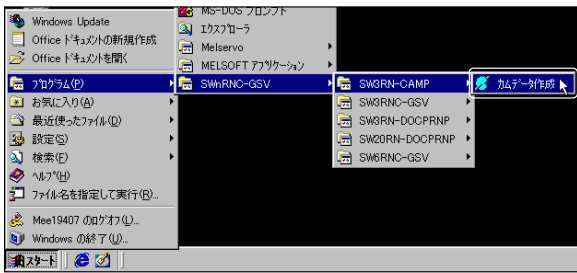 Windows Update
Office ﾄﾞｷｭﾒﾝﾄの新規作成
Office ﾄﾞｷｭﾒﾝﾄを開く
ﾌﾟﾛｸﾞﾗﾑ(P)
お気に入り(A)
最近使ったﾌｧｲﾙ(D)
設定(S)
検索(F)
ﾍﾙﾌﾟ(H)
ﾌｧｲﾙ名を指定して実行(R)...
Mee19407 のﾛｸﾞｵﾌ(L)...
Windows の終了(U)...
スタート
MS-DOS ﾌﾟﾛﾝﾌﾟﾄ
ｴｸｽﾌﾟﾛｰﾗ
Melservo
MELSOFT ｱﾌﾟﾘｹｰｼｮﾝ
SWnRNC-GSV
SW3RN-CAMP
SW3RNC-GSV
SW3RN-DOCPRNP
SW20RN-DOCPRNP
SW6RNC-GSV
ｶﾑﾃﾞｰﾀ作成